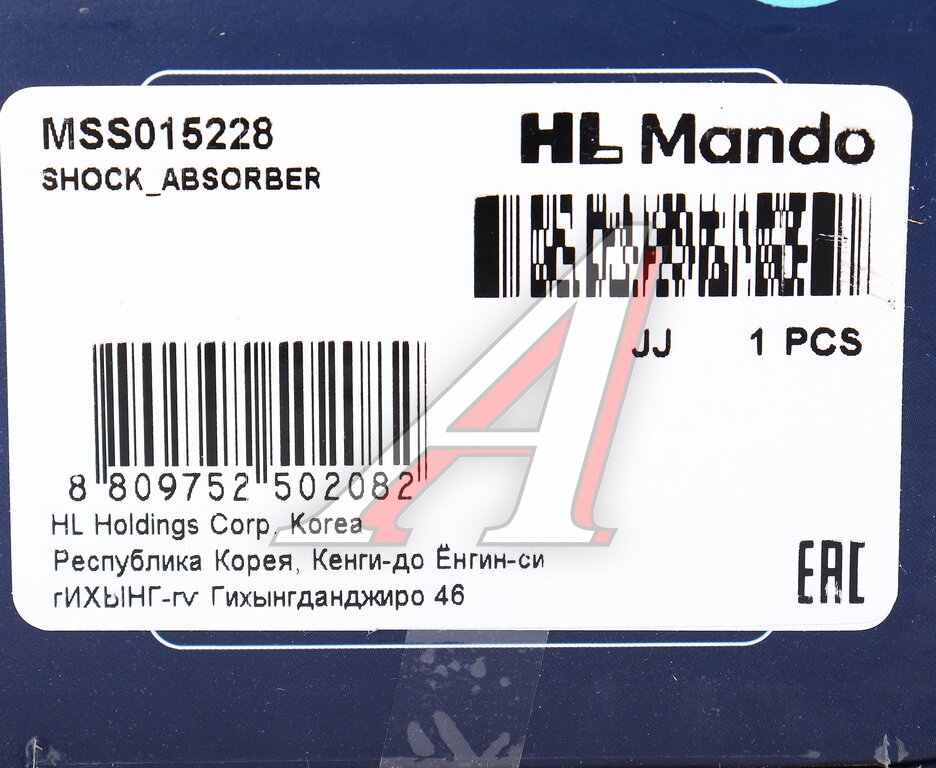 MSS015228
SHOCK_ABSORBER
HL Mando
JJ 1 PCS
8 809752 502082
HL Holdings Corp. Korea
Республика Корея, Кенги-до Ёнгин-си
гИХЫНГ-гv Гихынгданджиро 46
EAC